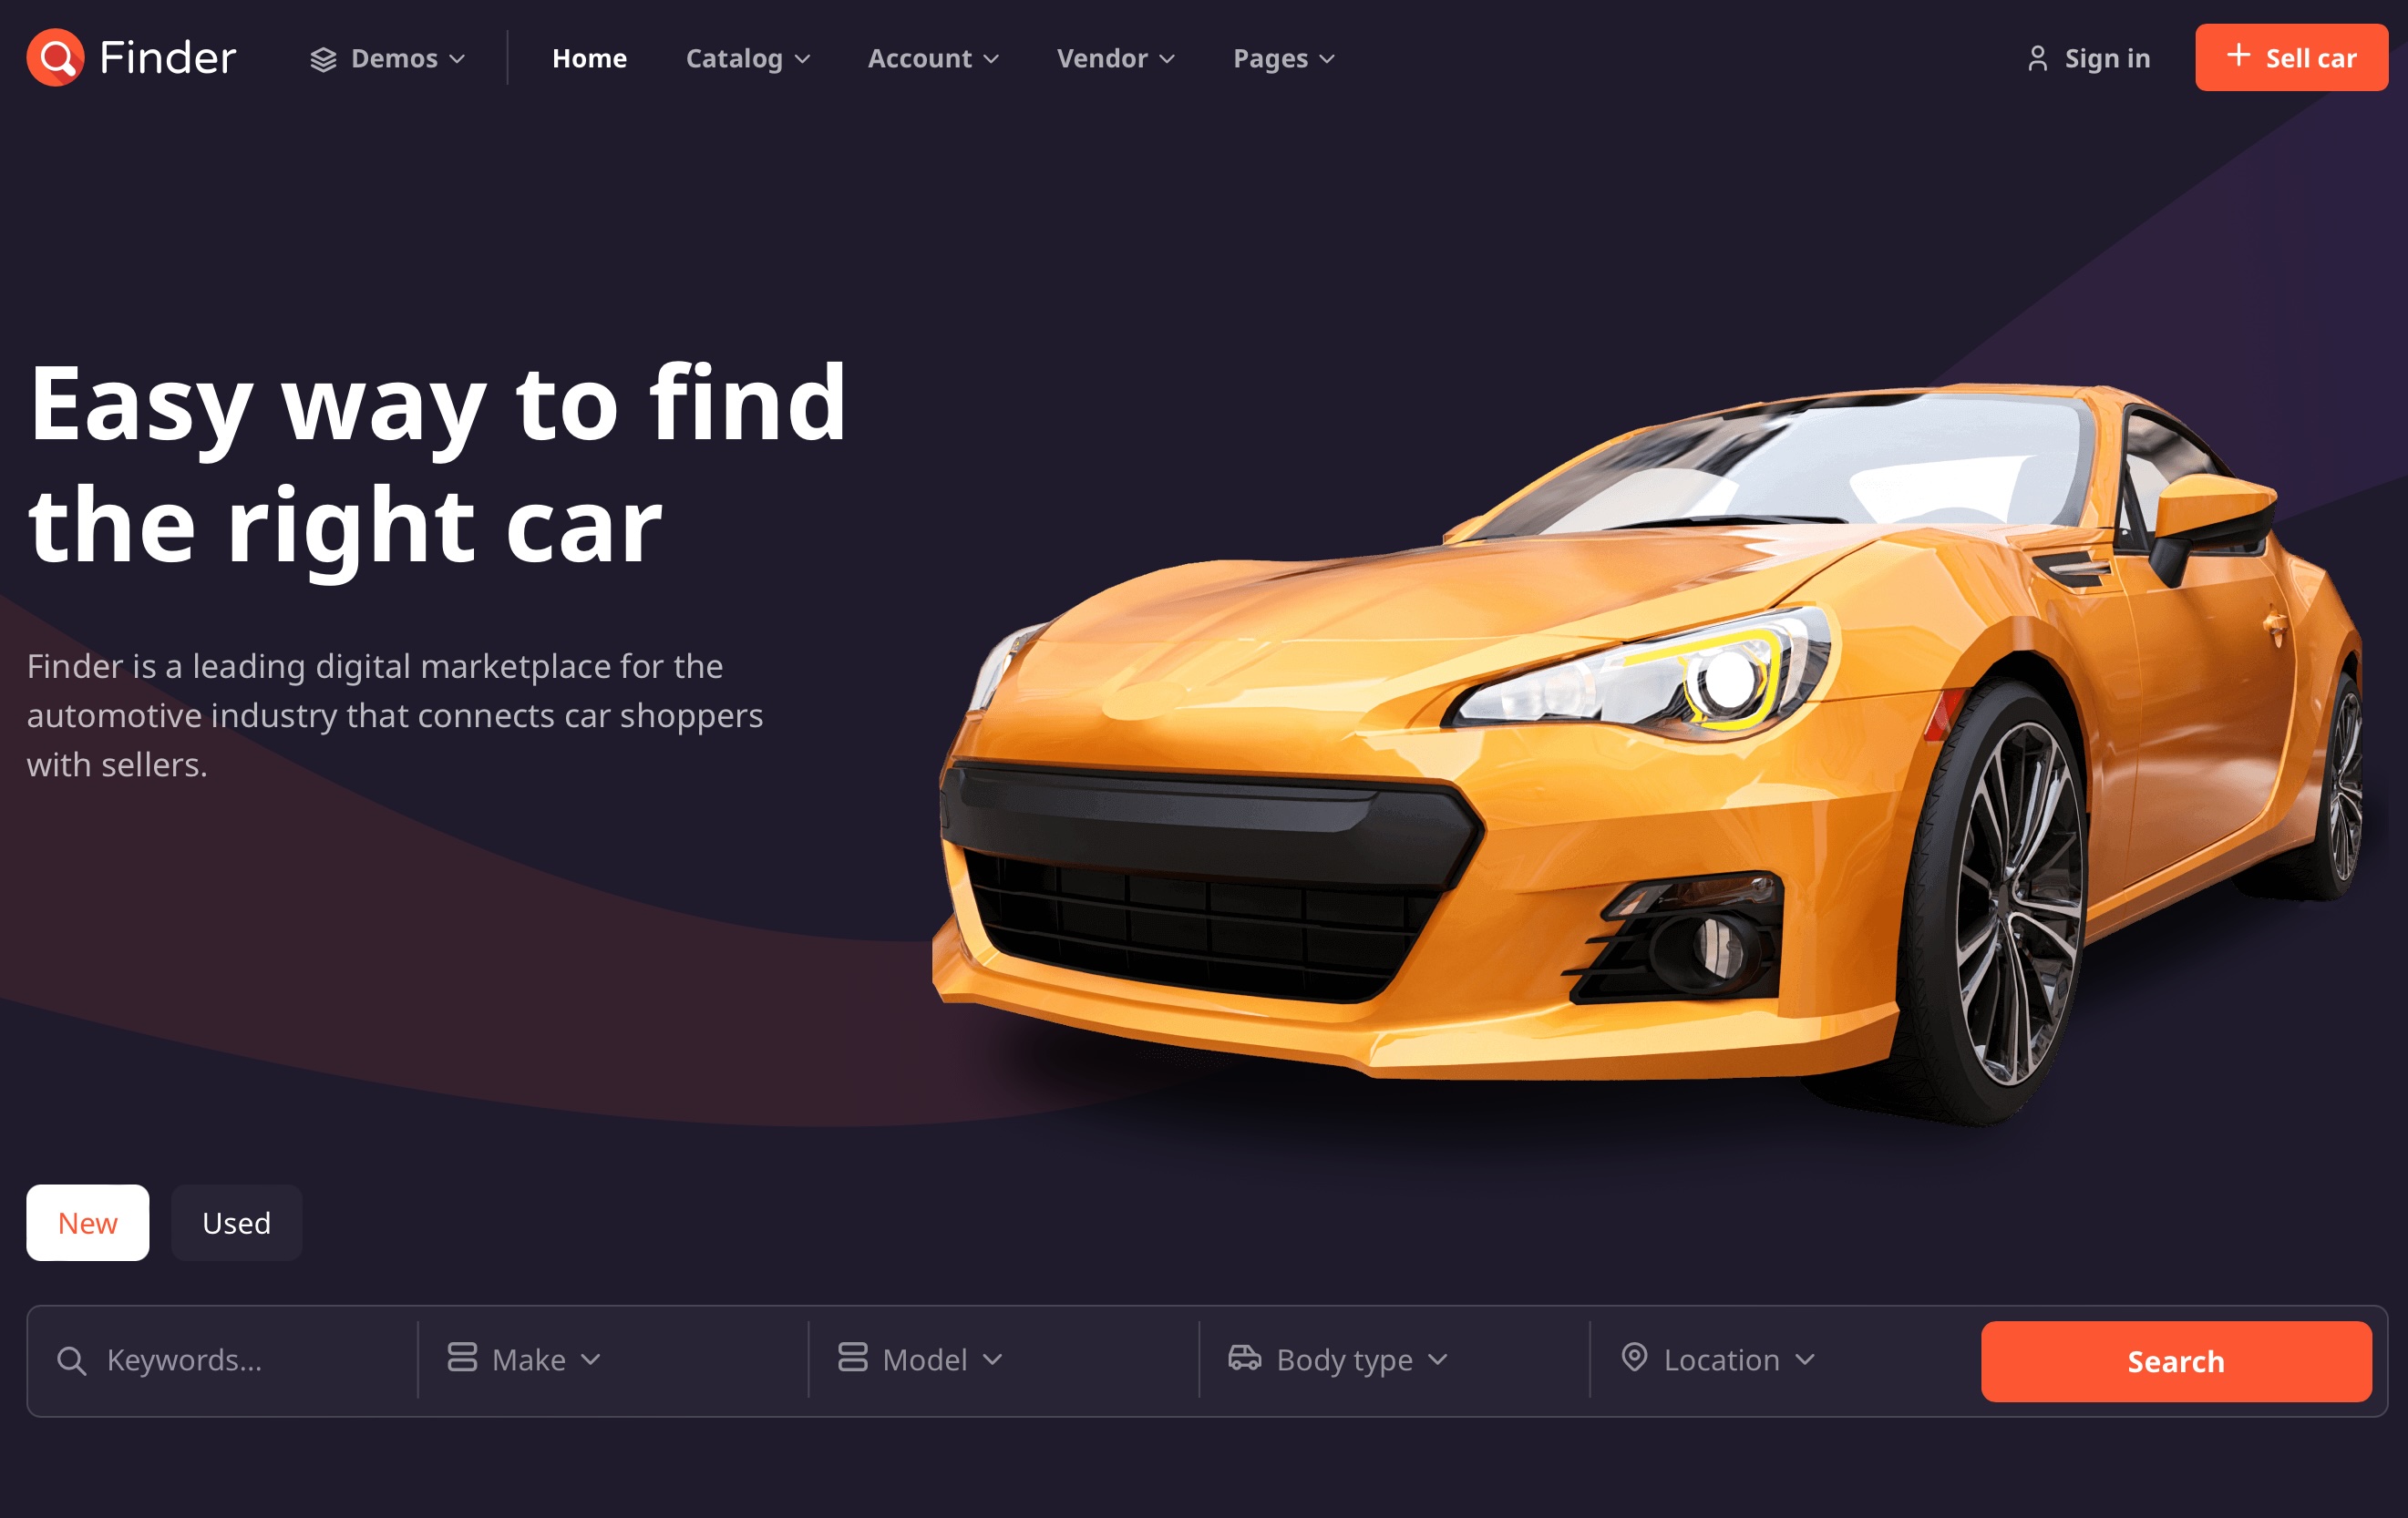 Finder
Demos
Home
Catalog
Account
Vendor
Pages
Sign in
Sell car
Easy way to find
the right car
Finder is a leading digital marketplace for the
automotive industry that connects car shoppers
with sellers.
New
Used
Keywords...
Make
Model
Body type
Location
Search